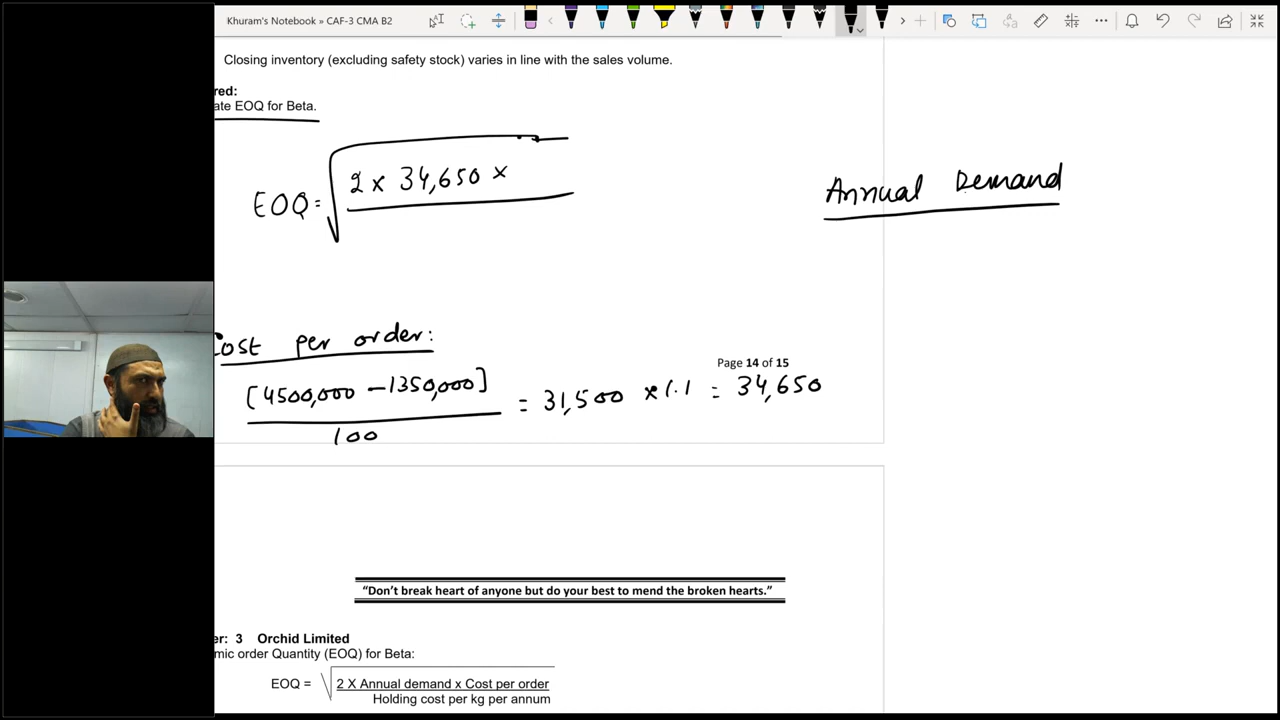 Khuram's Notebook » CAF-3 CMA B2
Closing inventory (excluding safety stock) varies in line with the sales volume.
red:
ate EOQ for Beta.
EOQ = √ 2 × 34,650 ×
Annual Demand
Cost per order:
Page 14 of 15
[4500,000 – 1350,000]
= 31,500 × 1.1 = 34,650
100
“Don’t break heart of anyone but do your best to mend the broken hearts.”
er: 3 Orchid Limited
mic order Quantity (EOQ) for Beta:
EOQ = √ 2 X Annual demand x Cost per order
Holding cost per kg per annum